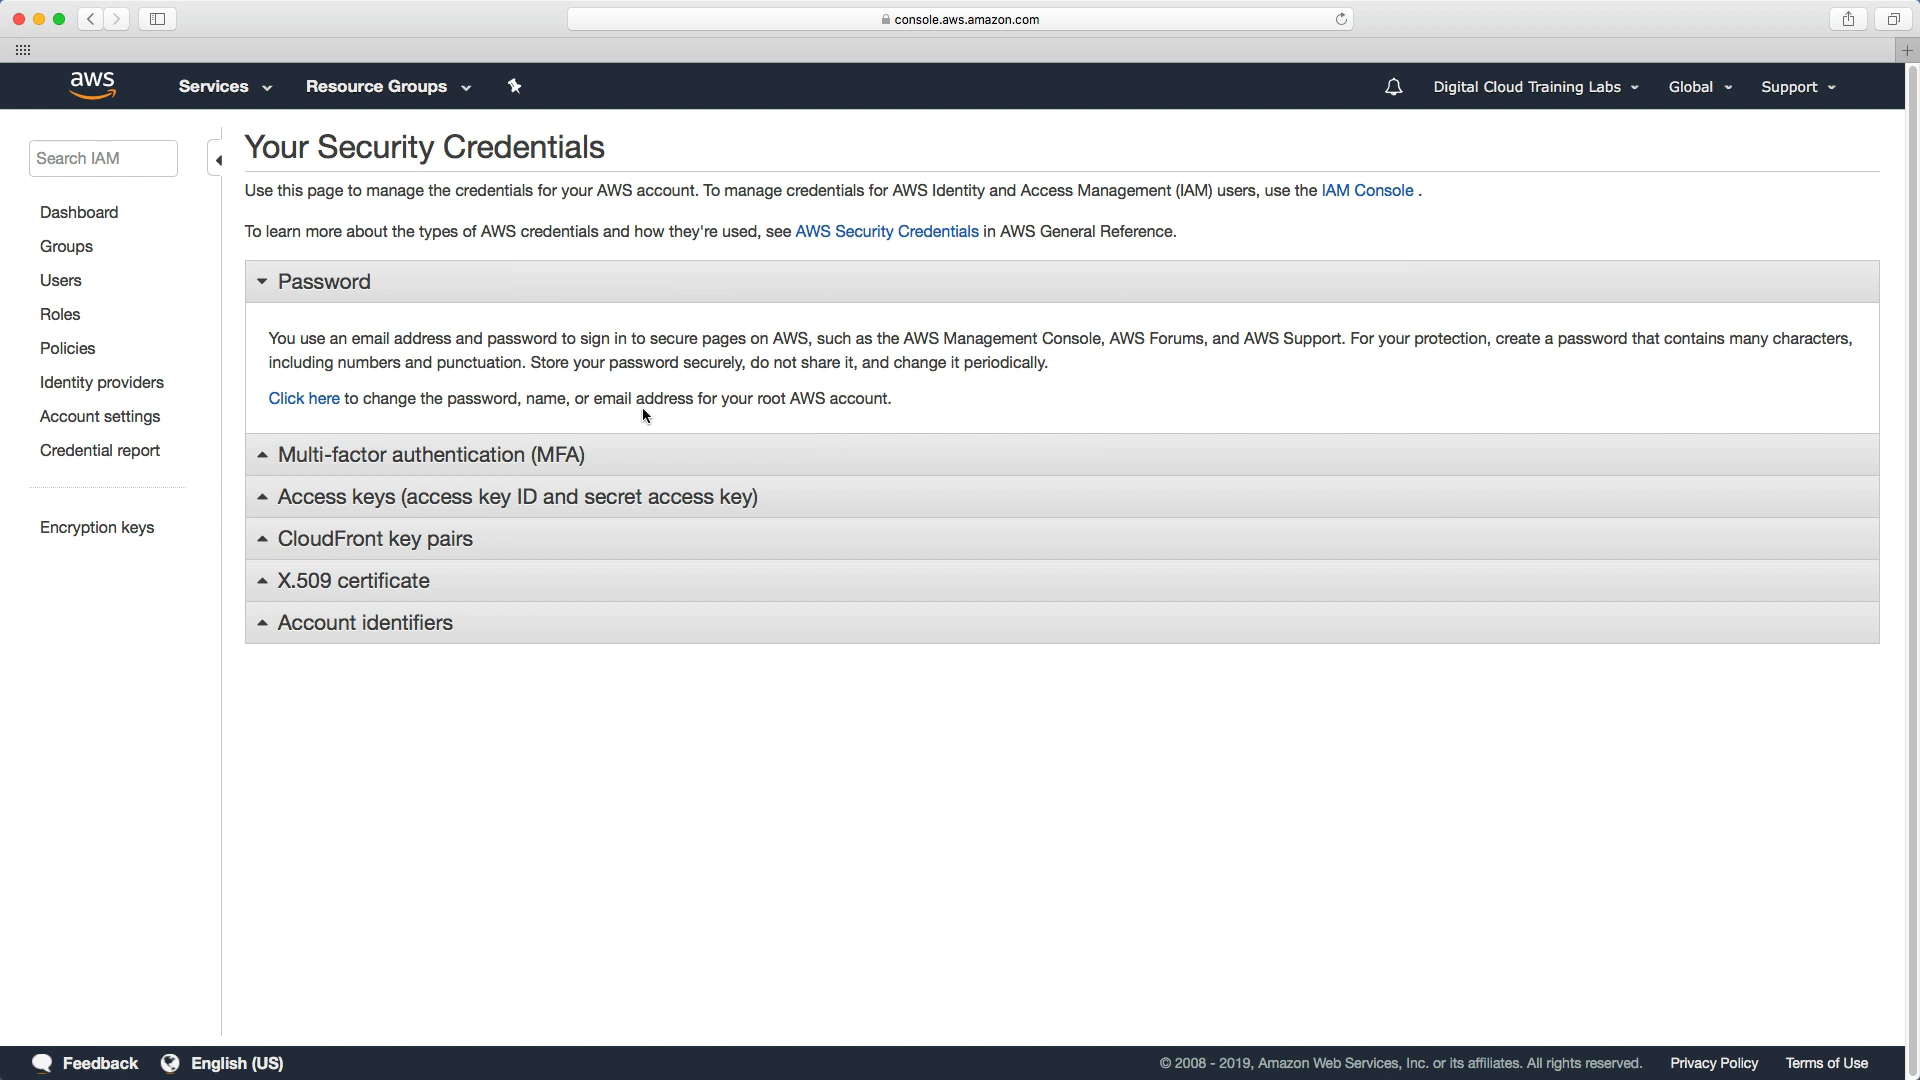 console.aws.amazon.com
aws
Services
Resource Groups
Digital Cloud Training Labs
Global
Support
Search IAM
Dashboard
Groups
Users
Roles
Policies
Identity providers
Account settings
Credential report
Encryption keys
Your Security Credentials
Use this page to manage the credentials for your AWS account. To manage credentials for AWS Identity and Access Management (IAM) users, use the IAM Console .
To learn more about the types of AWS credentials and how they're used, see AWS Security Credentials in AWS General Reference.
Password
You use an email address and password to sign in to secure pages on AWS, such as the AWS Management Console, AWS Forums, and AWS Support. For your protection, create a password that contains many characters,
including numbers and punctuation. Store your password securely, do not share it, and change it periodically.
Click here to change the password, name, or email address for your root AWS account.
Multi-factor authentication (MFA)
Access keys (access key ID and secret access key)
CloudFront key pairs
X.509 certificate
Account identifiers
Feedback
English (US)
© 2008 - 2019, Amazon Web Services, Inc. or its affiliates. All rights reserved.
Privacy Policy
Terms of Use